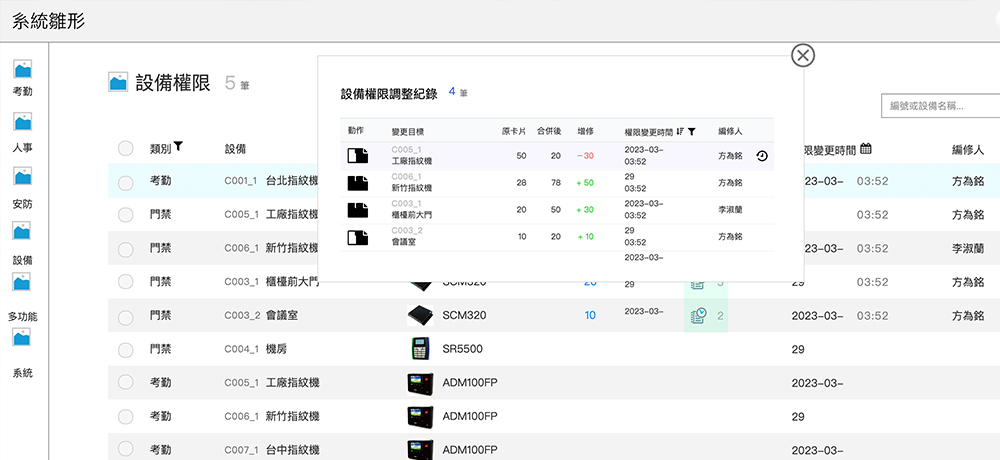 系統雛形
考勤
人事
安防
設備
多功能
系統
設備權限 5 筆
編號或設備名稱...
類別 設備 限變更時間 編修人
考勤 C001_1 台北指紋機 23-03- 03:52 方為銘
門禁 C005_1 工廠指紋機 23-03- 03:52 方為銘
門禁 C006_1 新竹指紋機 23-03- 03:52 李淑蘭
門禁 C003_1 櫃檯前大門 SCM320 20 29 3 29 03:52 方為銘
門禁 C003_2 會議室 SCM320 10 2023-03- 2 2023-03- 03:52 方為銘
門禁 C004_1 機房 SR5500 29
考勤 C005_1 工廠指紋機 ADM100FP 2023-03-
考勤 C006_1 新竹指紋機 ADM100FP 29
考勤 C007_1 台中指紋機 ADM100FP 2023-03-
設備權限調整紀錄 4 筆
動作 變更目標 原卡片 合併後 增修 權限變更時間 編修人
C005_1 2023-03-
工廠指紋機 50 20 -30 03:52 方為銘
C006_1 29
新竹指紋機 28 78 +50 03:52 方為銘
C003_1 2023-03-
櫃檯前大門 20 50 +30 03:52 李淑蘭
C003_2 29
會議室 10 20 +10 03:52 方為銘
2023-03-